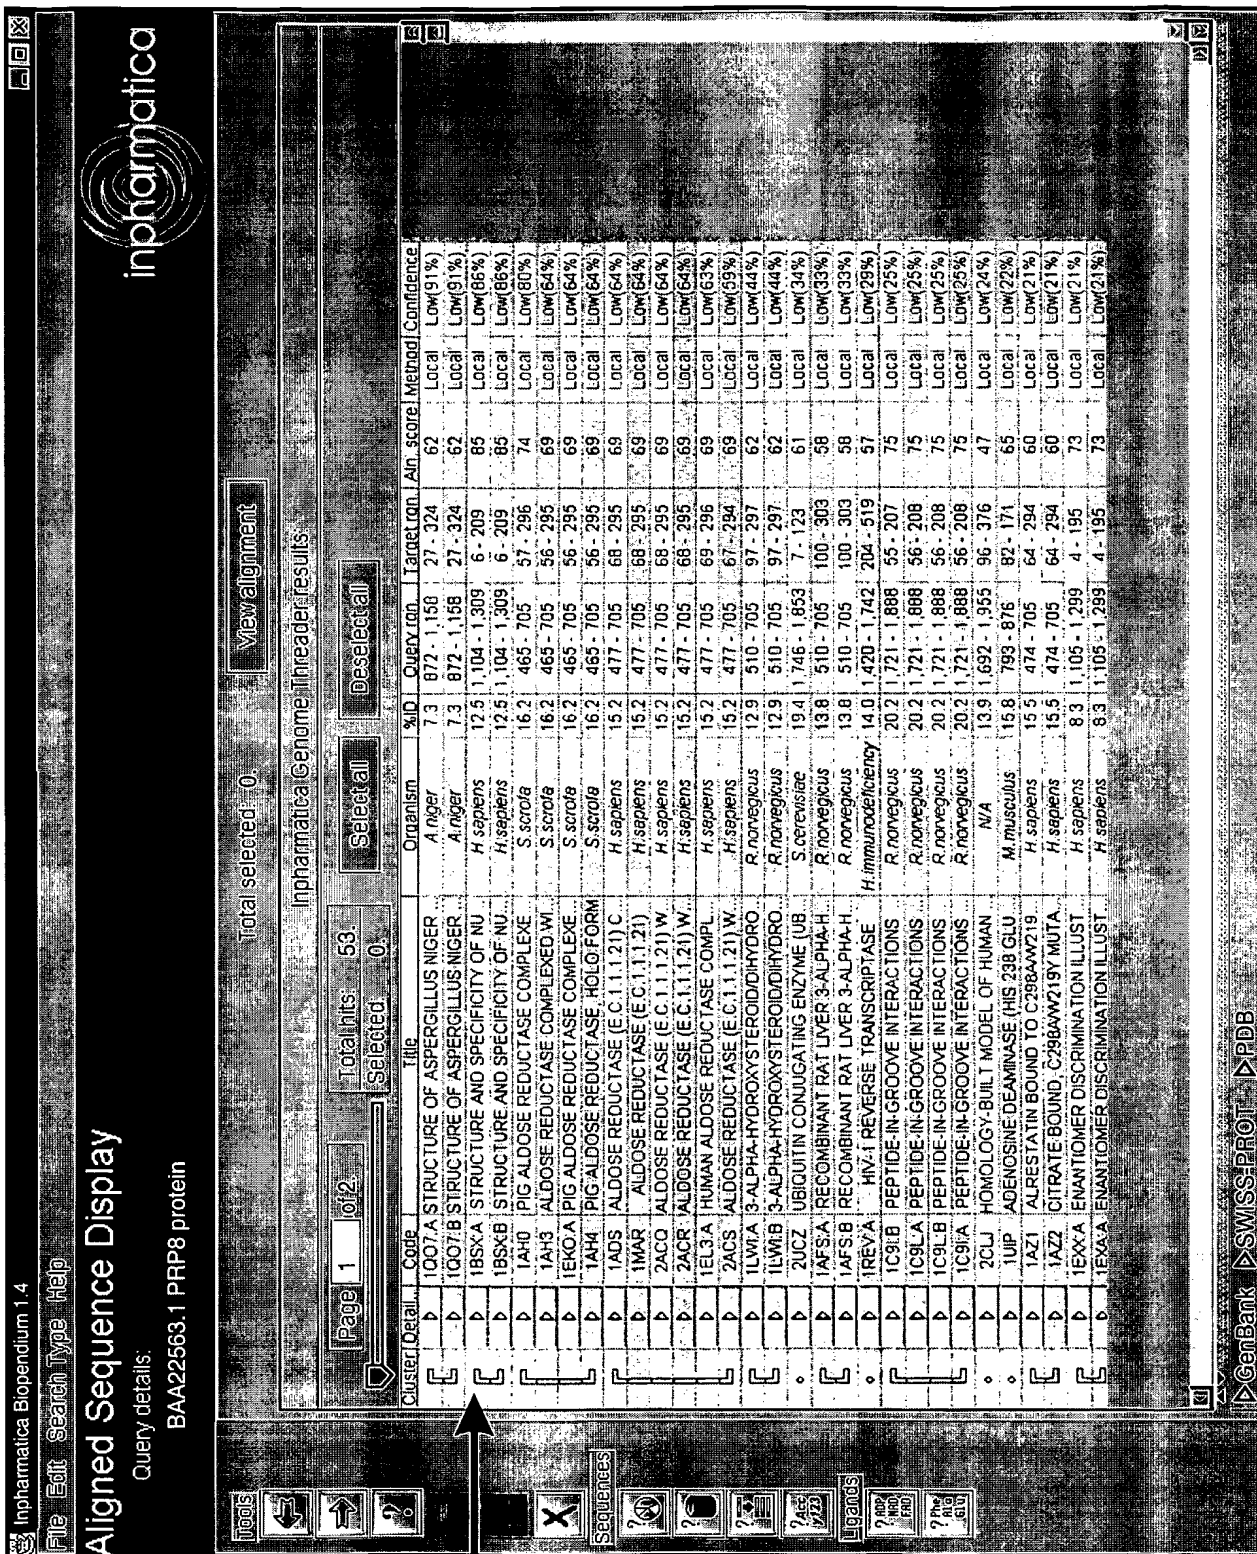 Inpharmatica Biopendium 1.4
File Edit Search Type Help
Aligned Sequence Display
inpharmatica
Query details:
BAA22563.1 PRP8 protein
Tools
Sequences
Ligands
Total selected 0.
View alignment
Inpharmatica Genome Threader results:
Page 1 of 2
Total hits: 53.
Selected 0.
Select all
Deselect all
Cluster Detail... Code Title Organism %ID Query rgn Target rgn Aln. score Method Confidence
1QO7:A STRUCTURE OF ASPERGILLUS NIGER A.niger 7.3 872 - 1,158 27 - 324 62 Local Low(91%)
1QO7:B STRUCTURE OF ASPERGILLUS NIGER A.niger 7.3 872 - 1,158 27 - 324 62 Local Low(91%)
1BSX:A STRUCTURE AND SPECIFICITY OF NU... H.sapiens 12.5 1,104 - 1,309 6 - 209 85 Local Low(86%)
1BSX:B STRUCTURE AND SPECIFICITY OF NU... H.sapiens 12.5 1,104 - 1,309 6 - 209 85 Local Low(86%)
1AH0 PIG ALDOSE REDUCTASE COMPLEXE... S.scrofa 16.2 465 - 705 57 - 296 74 Local Low(80%)
1AH3 ALDOSE REDUCTASE COMPLEXED WI... S.scrofa 16.2 465 - 705 56 - 295 69 Local Low(64%)
1EKO:A PIG ALDOSE REDUCTASE COMPLEXE... S.scrofa 16.2 465 - 705 56 - 295 69 Local Low(64%)
1AH4 PIG ALDOSE REDUCTASE, HOLO FORM S.scrofa 16.2 465 - 705 56 - 295 69 Local Low(64%)
1ADS ALDOSE REDUCTASE (E.C.1.1.1.21) C... H.sapiens 15.2 477 - 705 68 - 295 69 Local Low(64%)
1MAR ALDOSE REDUCTASE (E.C.1.1.1.21) H.sapiens 15.2 477 - 705 68 - 295 69 Local Low(64%)
2ACQ ALDOSE REDUCTASE (E.C.1.1.1.21) W... H.sapiens 15.2 477 - 705 68 - 295 69 Local Low(64%)
2ACR ALDOSE REDUCTASE (E.C.1.1.1.21) W... H.sapiens 15.2 477 - 705 68 - 295 69 Local Low(64%)
1EL3:A HUMAN ALDOSE REDUCTASE COMPL... H.sapiens 15.2 477 - 705 69 - 296 69 Local Low(63%)
2ACS ALDOSE REDUCTASE (E.C.1.1.1.21) W... H.sapiens 15.2 477 - 705 67 - 294 69 Local Low(59%)
1LWI:A 3-ALPHA-HYDROXYSTEROID/DIHYDRO... R.norvegicus 12.9 510 - 705 97 - 297 62 Local Low(44%)
1LWI:B 3-ALPHA-HYDROXYSTEROID/DIHYDRO... R.norvegicus 12.9 510 - 705 97 - 297 62 Local Low(44%)
2UCZ UBIQUITIN CONJUGATING ENZYME (UB... S.cerevisiae 19.4 1,746 - 1,853 7 - 123 61 Local Low(34%)
1AFS:A RECOMBINANT RAT LIVER 3-ALPHA-H... R.norvegicus 13.8 510 - 705 100 - 303 58 Local Low(33%)
1AFS:B RECOMBINANT RAT LIVER 3-ALPHA-H... R.norvegicus 13.8 510 - 705 100 - 303 58 Local Low(33%)
1REV:A HIV-1 REVERSE TRANSCRIPTASE H.immunodeficiency 14.0 1,420 - 1,742 204 - 519 57 Local Low(29%)
1C9I:B PEPTIDE-IN-GROOVE INTERACTIONS ... R.norvegicus 20.2 1,721 - 1,888 55 - 207 75 Local Low(25%)
1C9L:A PEPTIDE-IN-GROOVE INTERACTIONS ... R.norvegicus 20.2 1,721 - 1,888 56 - 208 75 Local Low(25%)
1C9L:B PEPTIDE-IN-GROOVE INTERACTIONS ... R.norvegicus 20.2 1,721 - 1,888 56 - 208 75 Local Low(25%)
1C9I:A PEPTIDE-IN-GROOVE INTERACTIONS ... R.norvegicus 20.2 1,721 - 1,888 56 - 208 75 Local Low(25%)
2CLJ HOMOLOGY-BUILT MODEL OF HUMAN ... N/A 13.9 1,692 - 1,955 96 - 376 47 Local Low(24%)
1UIP ADENOSINE DEAMINASE (HIS 238 GLU ... M.musculus 15.8 793 - 876 82 - 171 65 Local Low(22%)
1AZ1 ALRESTATIN BOUND TO C298A/W219... H.sapiens 15.5 474 - 705 64 - 294 60 Local Low(21%)
1AZ2 CITRATE BOUND, C298A/W219Y MUTA... H.sapiens 15.5 474 - 705 64 - 294 60 Local Low(21%)
1EXX:A ENANTIOMER DISCRIMINATION ILLUST... H.sapiens 8.3 1,105 - 1,299 4 - 195 73 Local Low(21%)
1EXA:A ENANTIOMER DISCRIMINATION ILLUST... H.sapiens 8.3 1,105 - 1,299 4 - 195 73 Local Low(21%)
GenBank SWISS-PROT PDB